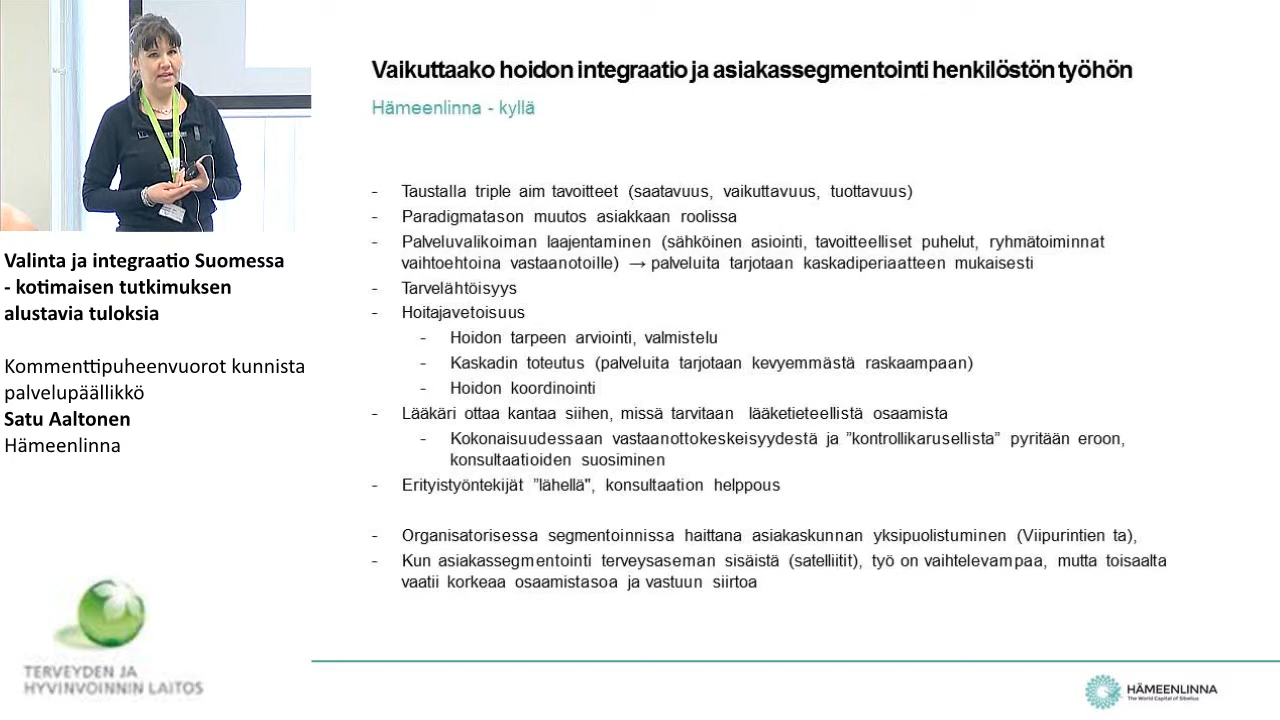 Vaikuttaako hoidon integraatio ja asiakassegmentointi henkilöstön työhön
Hämeenlinna - kyllä
- Taustalla triple aim tavoitteet (saatavuus, vaikuttavuus, tuottavuus)
- Paradigmatason muutos asiakkaan roolissa
- Palveluvalikoiman laajentaminen (sähköinen asiointi, tavoitteelliset puhelut, ryhmätoiminnat
vaihtoehtoina vastaanotoille) → palveluita tarjotaan kaskadiperiaatteen mukaisesti
- Tarvelähtöisyys
- Hoitajavetoisuus
- Hoidon tarpeen arviointi, valmistelu
- Kaskadin toteutus (palveluita tarjotaan kevyemmästä raskaampaan)
- Hoidon koordinointi
- Lääkäri ottaa kantaa siihen, missä tarvitaan lääketieteellistä osaamista
- Kokonaisuudessaan vastaanottokeskeisyydestä ja ”kontrollikarusellista” pyritään eroon,
konsultaatioiden suosiminen
- Erityistyöntekijät ”lähellä", konsultaation helppous
- Organisatorisessa segmentoinnissa haittana asiakaskunnan yksipuolistuminen (Viipurintien ta),
- Kun asiakassegmentointi terveysaseman sisäistä (satelliitit), työ on vaihtelevampaa, mutta toisaalta
vaatii korkeaa osaamistasoa ja vastuun siirtoa
Valinta ja integraatio Suomessa
- kotimaisen tutkimuksen
alustavia tuloksia
Kommenttipuheenvuorot kunnista
palvelupäällikkö
Satu Aaltonen
Hämeenlinna
TERVEYDEN JA
HYVINVOINNIN LAITOS
HÄMEENLINNA
The World Capital of Sibelius